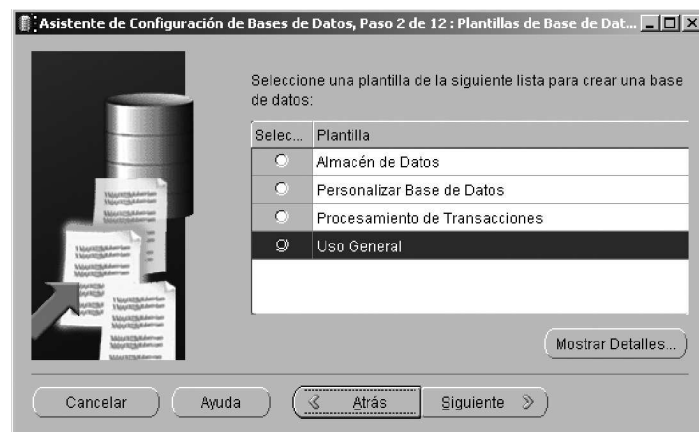 Asistente de Configuración de Bases de Datos, Paso 2 de 12 : Plantillas de Base de Dat...
Seleccione una plantilla de la siguiente lista para crear una base
de datos:
Selec... Plantilla
Almacén de Datos
Personalizar Base de Datos
Procesamiento de Transacciones
Uso General
Mostrar Detalles...
Cancelar Ayuda Atrás Siguiente